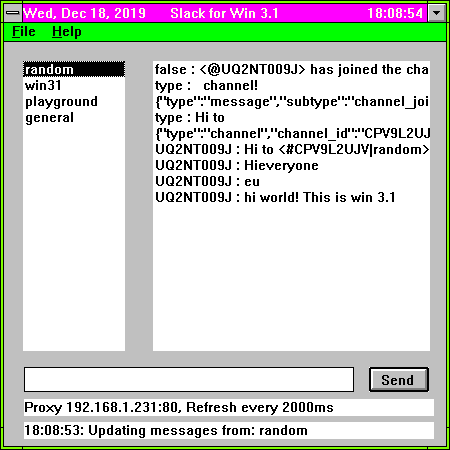 Wed, Dec 18, 2019 Slack for Win 3.1 18:08:54
File Help
random
win31
playground
general
false : <@UQ2NT009J> has joined the cha
type : channel!
{"type":"message","subtype":"channel_joi
type : Hi to
{"type":"channel","channel_id":"CPV9L2UJ
UQ2NT009J : Hi to <#CPV9L2UJV|random>
UQ2NT009J : Hieveryone
UQ2NT009J : eu
UQ2NT009J : hi world! This is win 3.1
Send
Proxy 192.168.1.231:80, Refresh every 2000ms
18:08:53: Updating messages from: random